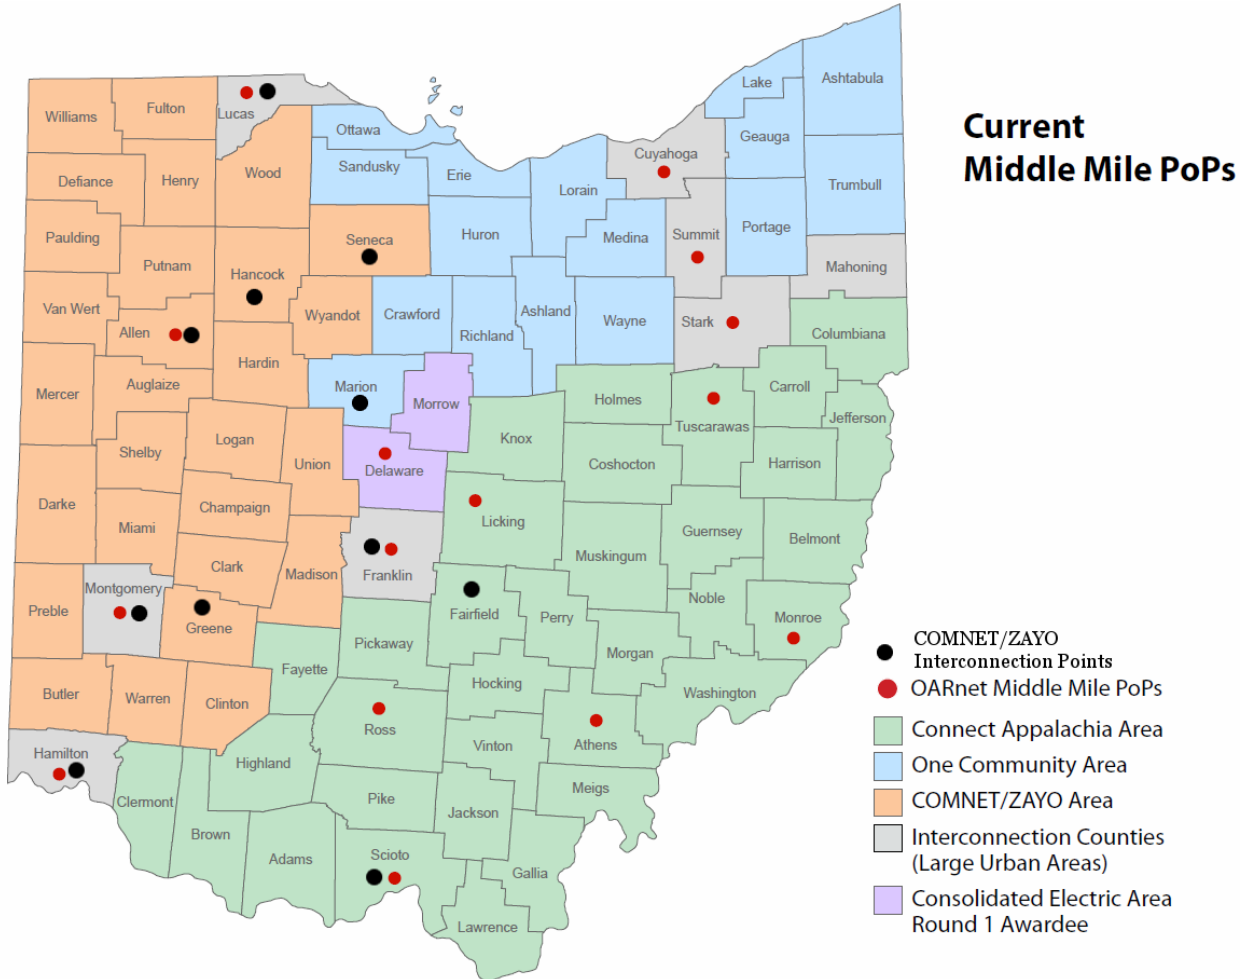 Current
Middle Mile PoPs
Williams
Fulton
Lucas
Ottawa
Lake
Ashtabula
Geauga
Defiance
Henry
Wood
Sandusky
Erie
Lorain
Cuyahoga
Trumbull
Paulding
Putnam
Hancock
Seneca
Huron
Medina
Summit
Portage
Mahoning
Van Wert
Allen
Wyandot
Crawford
Richland
Ashland
Wayne
Stark
Columbiana
Mercer
Auglaize
Hardin
Marion
Morrow
Holmes
Tuscarawas
Carroll
Jefferson
Shelby
Logan
Union
Delaware
Knox
Coshocton
Harrison
Darke
Miami
Champaign
Licking
Muskingum
Guernsey
Belmont
Clark
Madison
Franklin
Preble
Montgomery
Greene
Pickaway
Fairfield
Perry
Noble
Monroe
Morgan
Fayette
Hocking
Washington
Butler
Warren
Clinton
Ross
Vinton
Athens
Hamilton
Highland
Clermont
Pike
Jackson
Meigs
Brown
Adams
Scioto
Gallia
Lawrence
COMNET/ZAYO
Interconnection Points
OARnet Middle Mile PoPs
Connect Appalachia Area
One Community Area
COMNET/ZAYO Area
Interconnection Counties
(Large Urban Areas)
Consolidated Electric Area
Round 1 Awardee